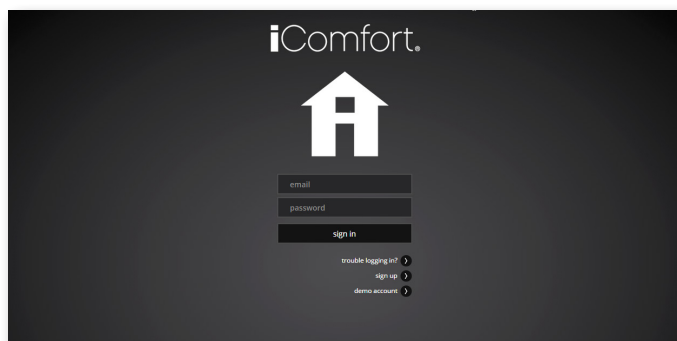 iComfort®
email
password
sign in
trouble logging in?
sign up
demo account